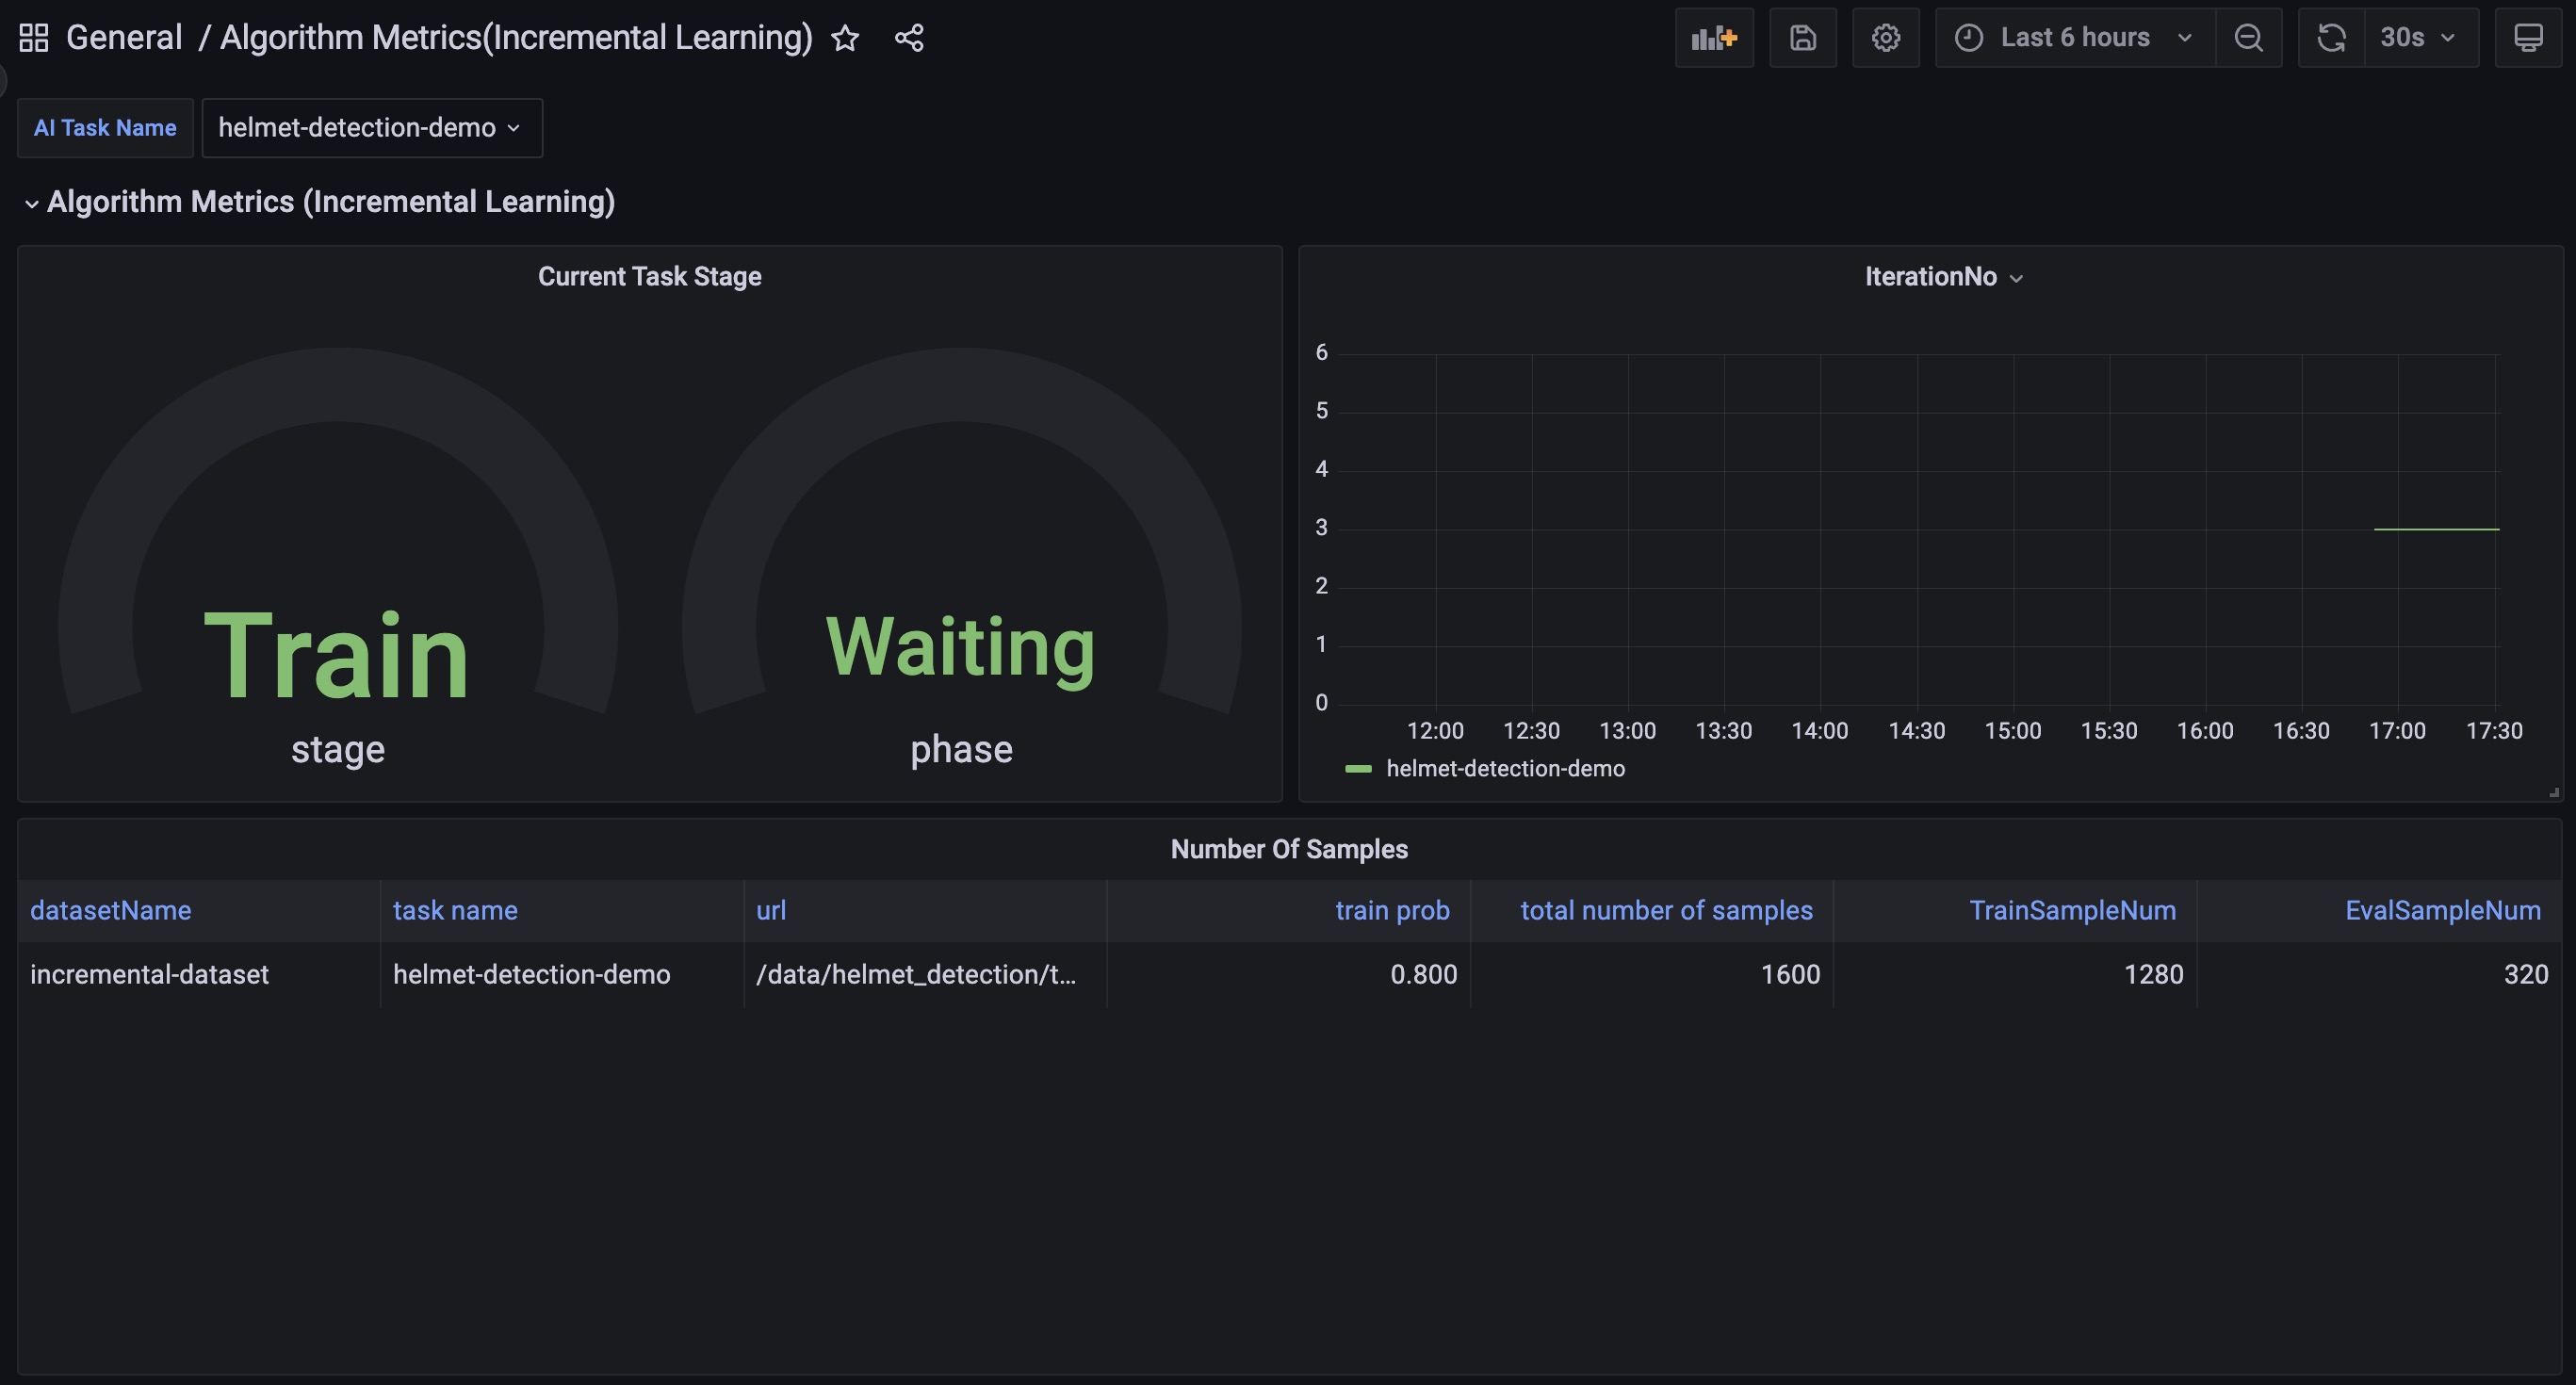 General / Algorithm Metrics(Incremental Learning)
Last 6 hours
30s
AI Task Name
helmet-detection-demo
Algorithm Metrics (Incremental Learning)
Current Task Stage
Train
stage
Waiting
phase
IterationNo
6
5
4
3
2
1
0
12:00 12:30 13:00 13:30 14:00 14:30 15:00 15:30 16:00 16:30 17:00 17:30
helmet-detection-demo
Number Of Samples
datasetName task name url train prob total number of samples TrainSampleNum EvalSampleNum
incremental-dataset helmet-detection-demo /data/helmet_detection/t... 0.800 1600 1280 320